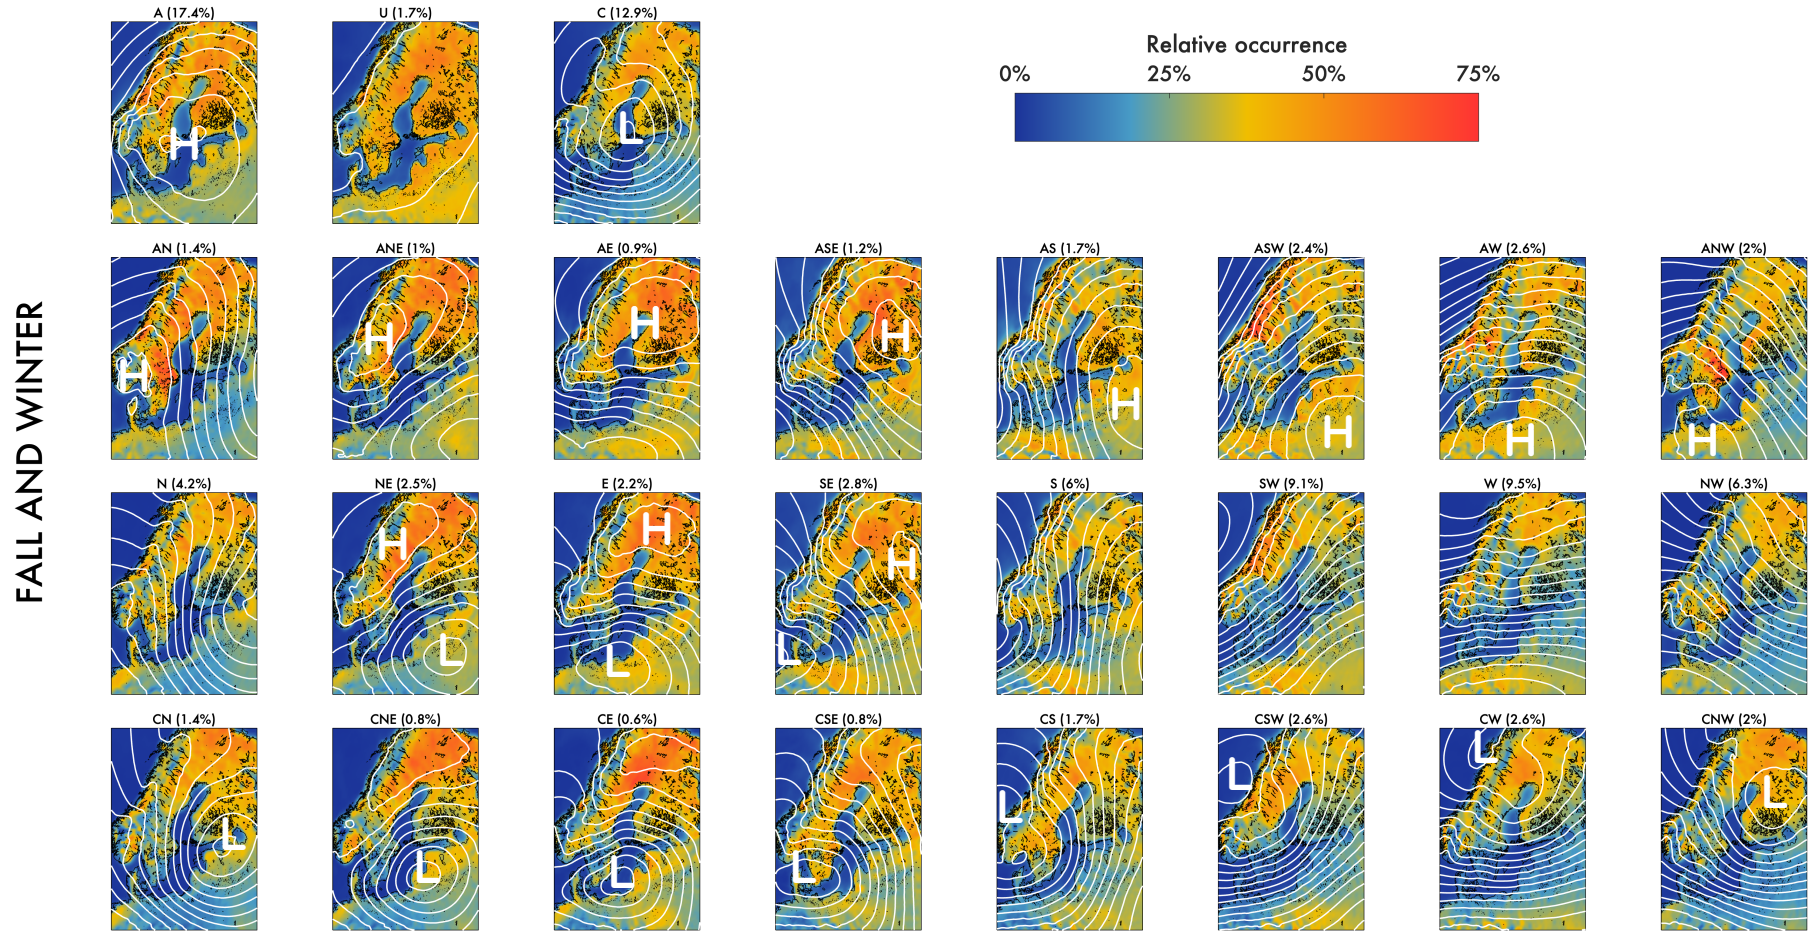 A (17.4%)
U (1.7%)
C (12.9%)
Relative occurrence
0% 25% 50% 75%
H
L
FALL AND WINTER
AN (1.4%)
ANE (1%)
AE (0.9%)
ASE (1.2%)
AS (1.7%)
ASW (2.4%)
AW (2.6%)
ANW (2%)
H
H
H
H
H
H
H
H
N (4.2%)
NE (2.5%)
E (2.2%)
SE (2.8%)
S (6%)
SW (9.1%)
W (9.5%)
NW (6.3%)
H
L
H
L
H
L
CN (1.4%)
CNE (0.8%)
CE (0.6%)
CSE (0.8%)
CS (1.7%)
CSW (2.6%)
CW (2.6%)
CNW (2%)
L
L
L
L
L
L
L
L